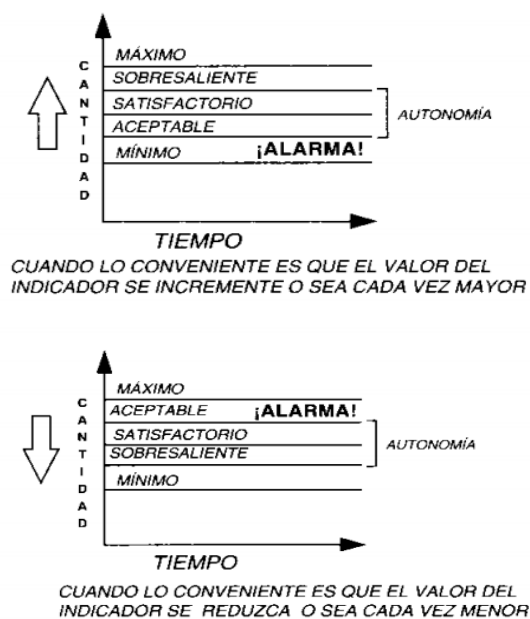 MÁXIMO
SOBRESALIENTE
SATISFACTORIO
ACEPTABLE
AUTONOMÍA
MÍNIMO ¡ALARMA!
CANTIDAD
TIEMPO
CUANDO LO CONVENIENTE ES QUE EL VALOR DEL
INDICADOR SE INCREMENTE O SEA CADA VEZ MAYOR
MÁXIMO
ACEPTABLE ¡ALARMA!
SATISFACTORIO
AUTONOMÍA
SOBRESALIENTE
MÍNIMO
CANTIDAD
TIEMPO
CUANDO LO CONVENIENTE ES QUE EL VALOR DEL
INDICADOR SE REDUZCA O SEA CADA VEZ MENOR